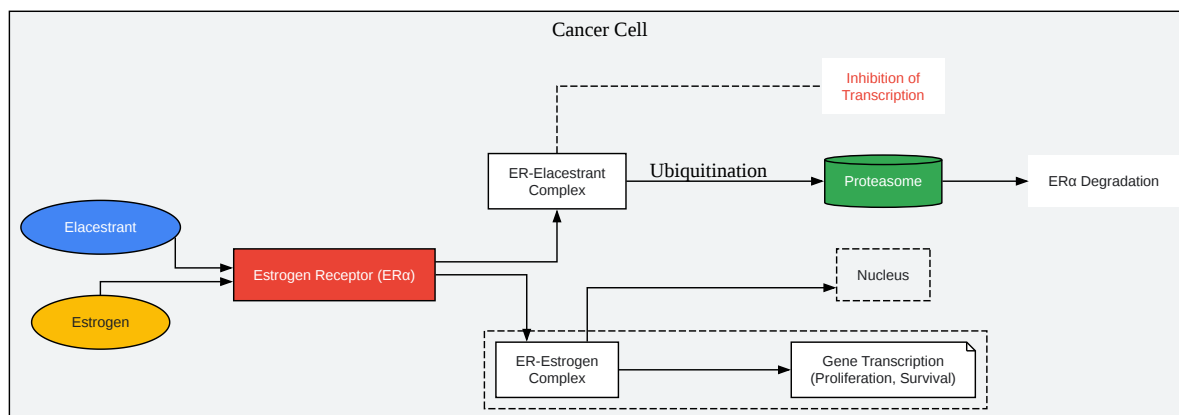 Cancer Cell
Inhibition of
Transcription
ER-Elacestrant
Complex
Ubiquitination
Proteasome
ERα Degradation
Elacestrant
Estrogen Receptor (ERα)
Nucleus
Estrogen
ER-Estrogen
Complex
Gene Transcription
(Proliferation, Survival)